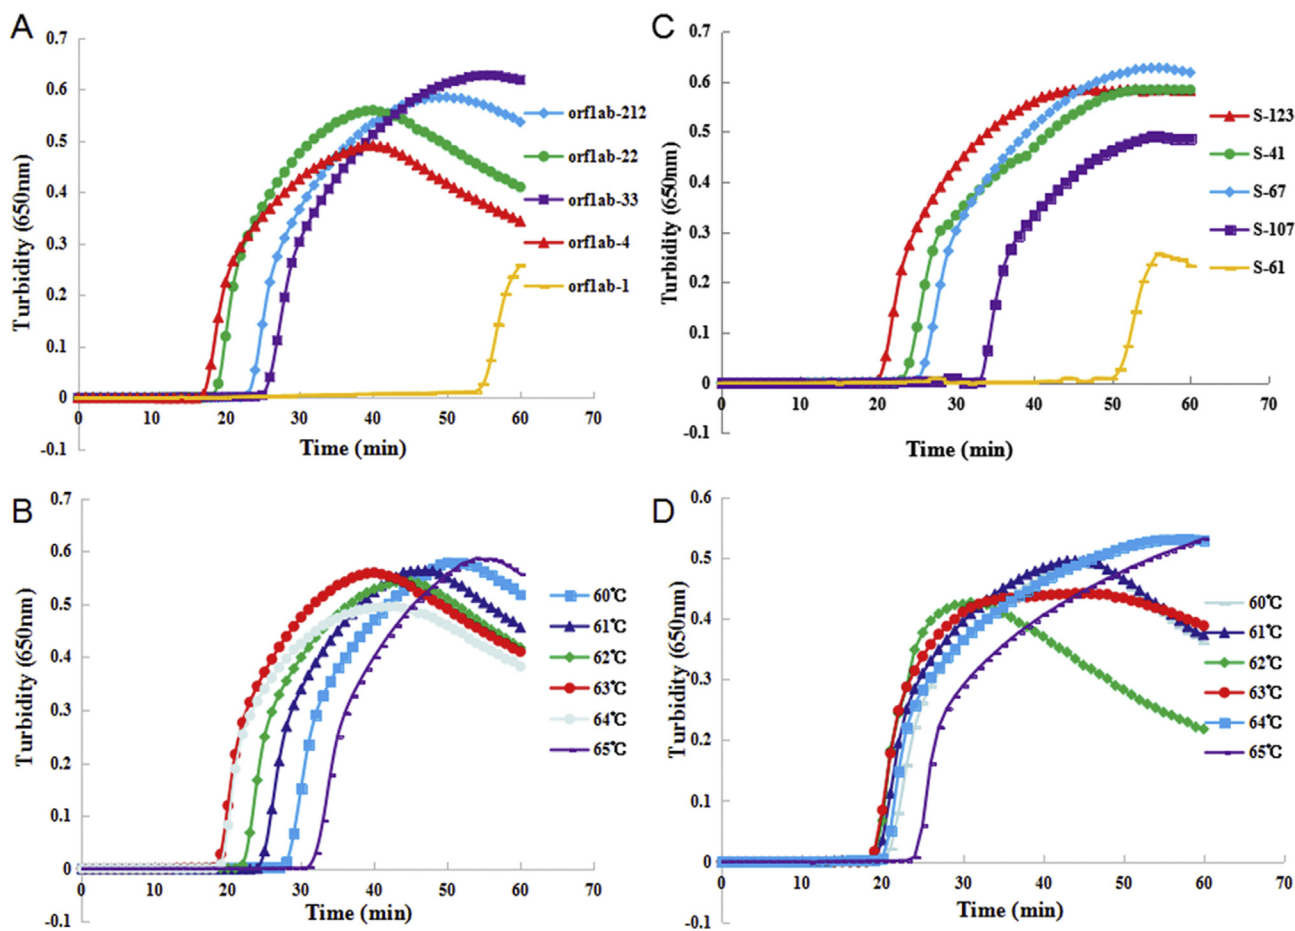 A
0.7
0.6
0.5
0.4
0.3
0.2
0.1
0
-0.1
Turbidity (650nm)
0 10 20 30 40 50 60 70
Time (min)
orf1ab-212
orf1ab-22
orf1ab-33
orf1ab-4
orf1ab-1
C
0.7
0.6
0.5
0.4
0.3
0.2
0.1
0
-0.1
Turbidity (650nm)
0 10 20 30 40 50 60 70
Time (min)
S-123
S-41
S-67
S-107
S-61
B
0.7
0.6
0.5
0.4
0.3
0.2
0.1
0
-0.1
Turbidity (650nm)
0 10 20 30 40 50 60 70
Time (min)
60℃
61℃
62℃
63℃
64℃
65℃
D
0.6
0.5
0.4
0.3
0.2
0.1
0
-0.1
Turbidity (650nm)
0 10 20 30 40 50 60 70
Time (min)
60℃
61℃
62℃
63℃
64℃
65℃